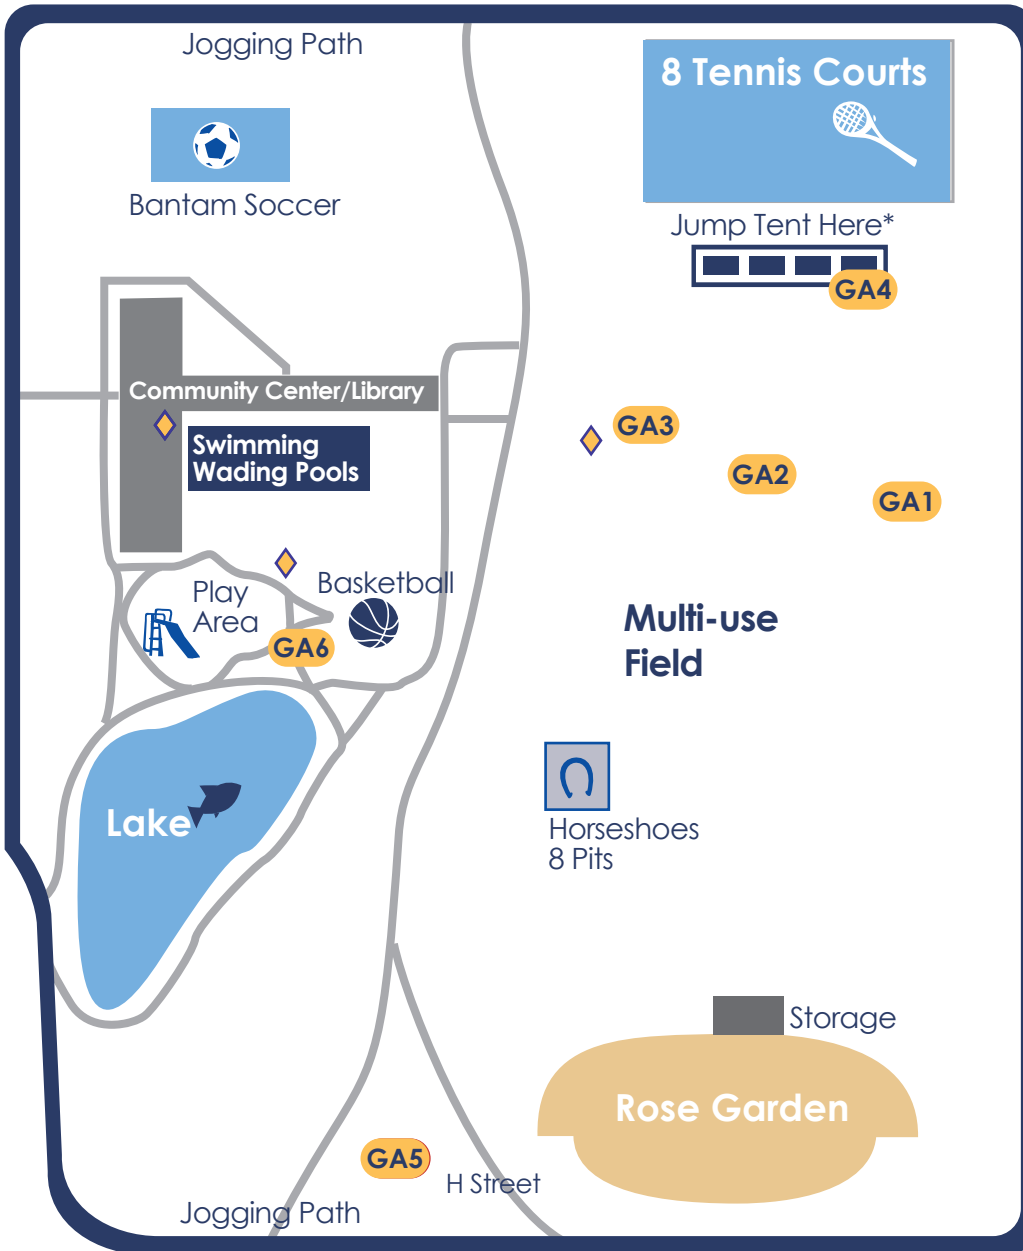 Jogging Path
8 Tennis Courts
Bantam Soccer
Jump Tent Here*
GA4
Community Center/Library
Swimming
Wading Pools
GA3
GA2
GA1
Basketball
Play
Area
GA6
Multi-use
Field
Lake
Horseshoes
8 Pits
Storage
Rose Garden
GA5
H Street
Jogging Path